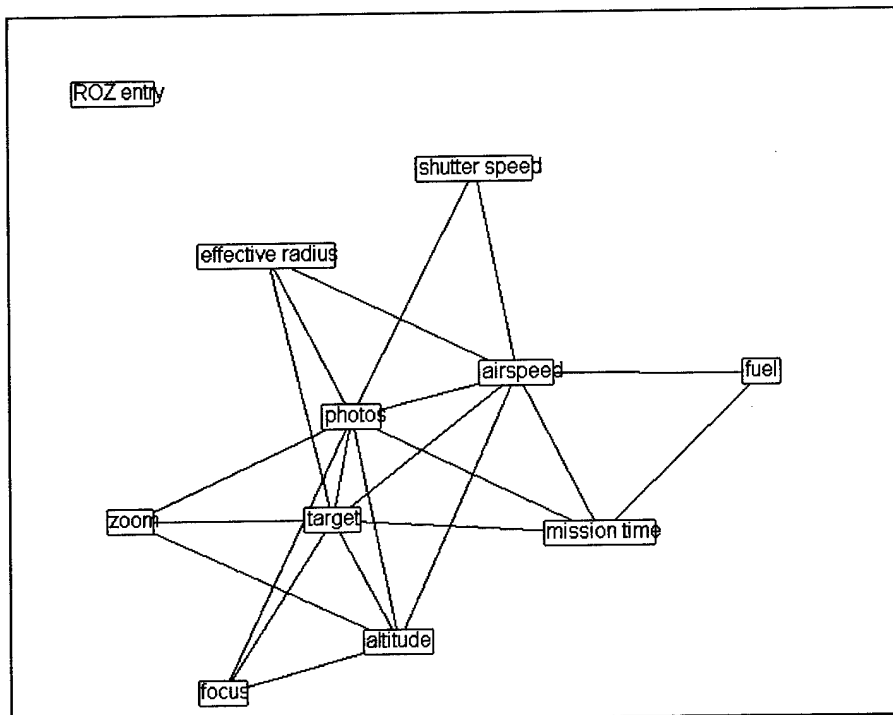 ROZ entry
shutter speed
effective radius
airspeed
fuel
photos
zoom
target
mission time
altitude
focus